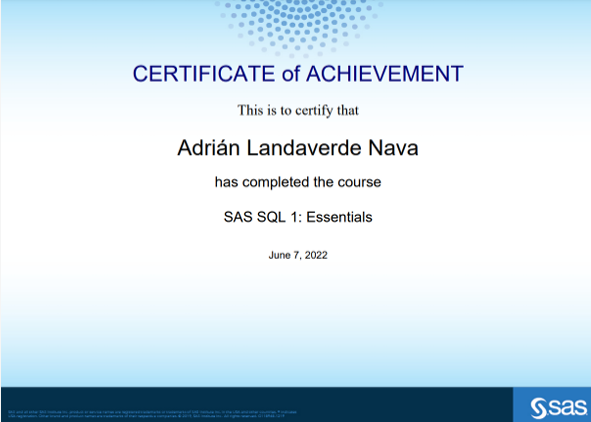 CERTIFICATE of ACHIEVEMENT
This is to certify that
Adrián Landaverde Nava
has completed the course
SAS SQL 1: Essentials
June 7, 2022
sas